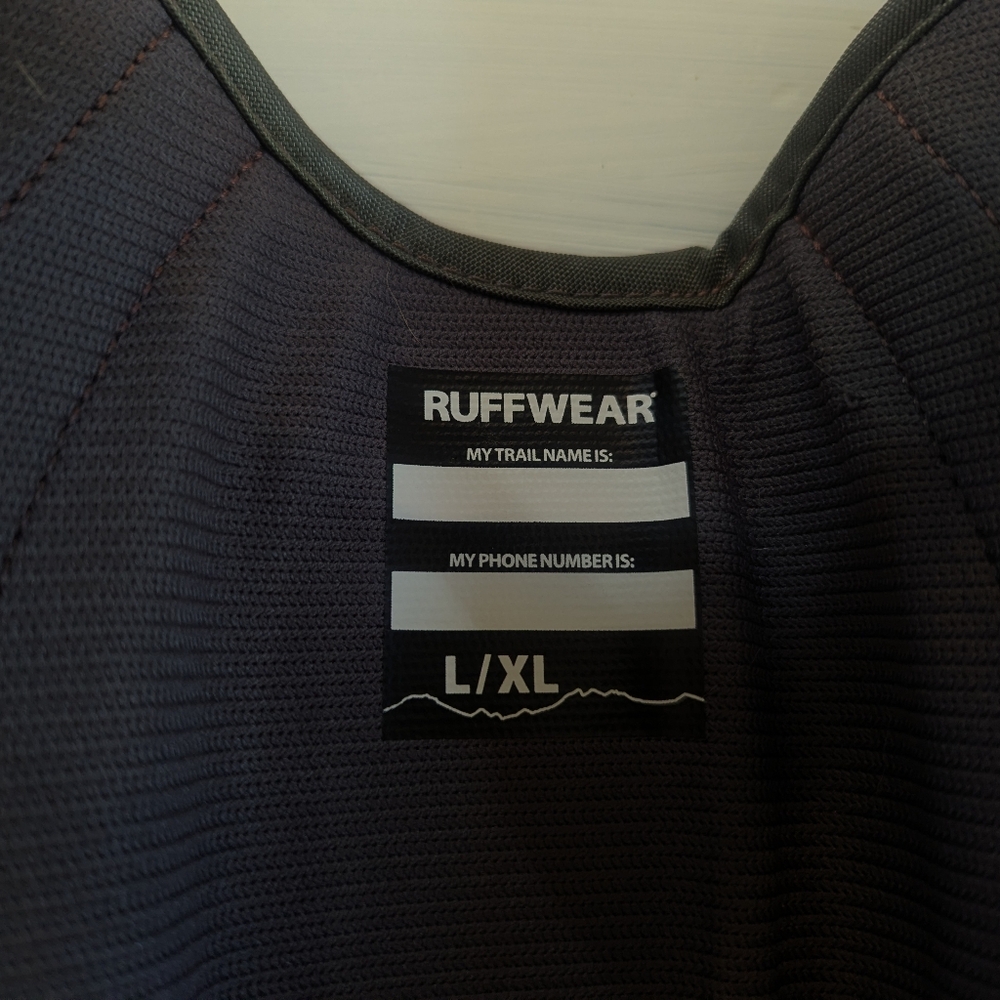 RUFFWEAR
MY TRAIL NAME IS:
MY PHONE NUMBER IS:
L/XL